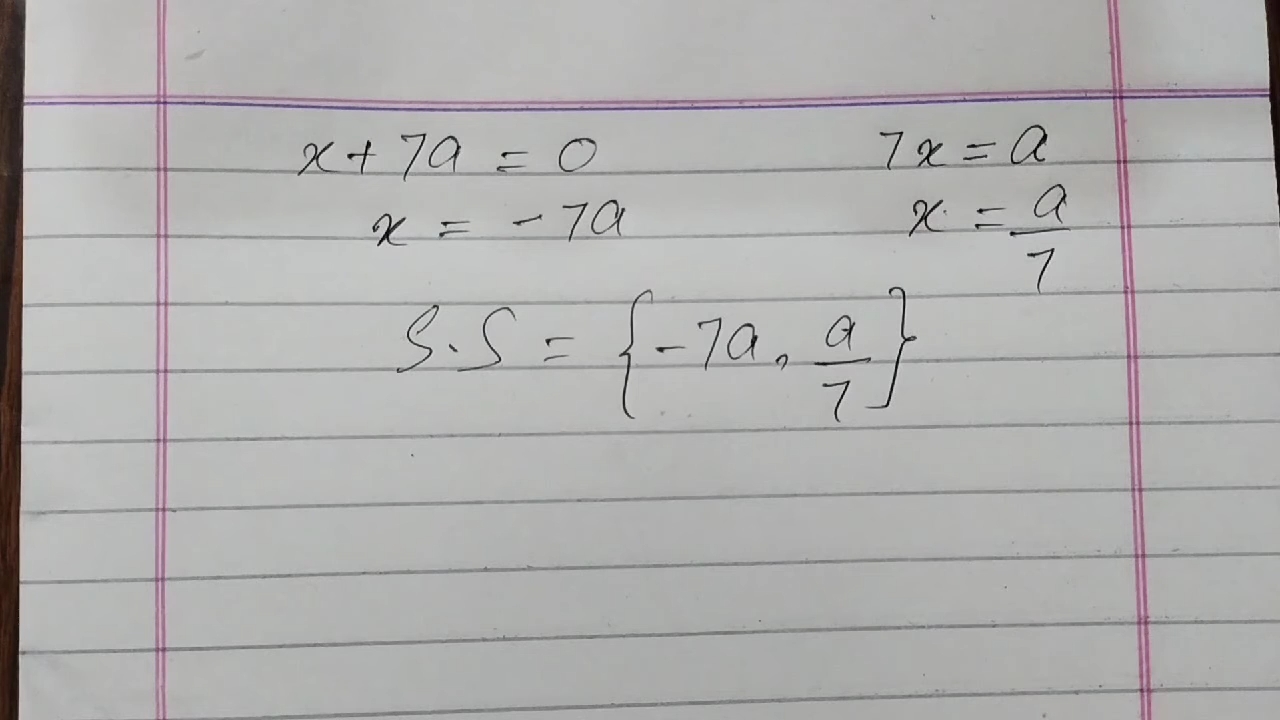 x + 7a = 0 7x = a
x = -7a x = a/7
S.S = {-7a, a/7}